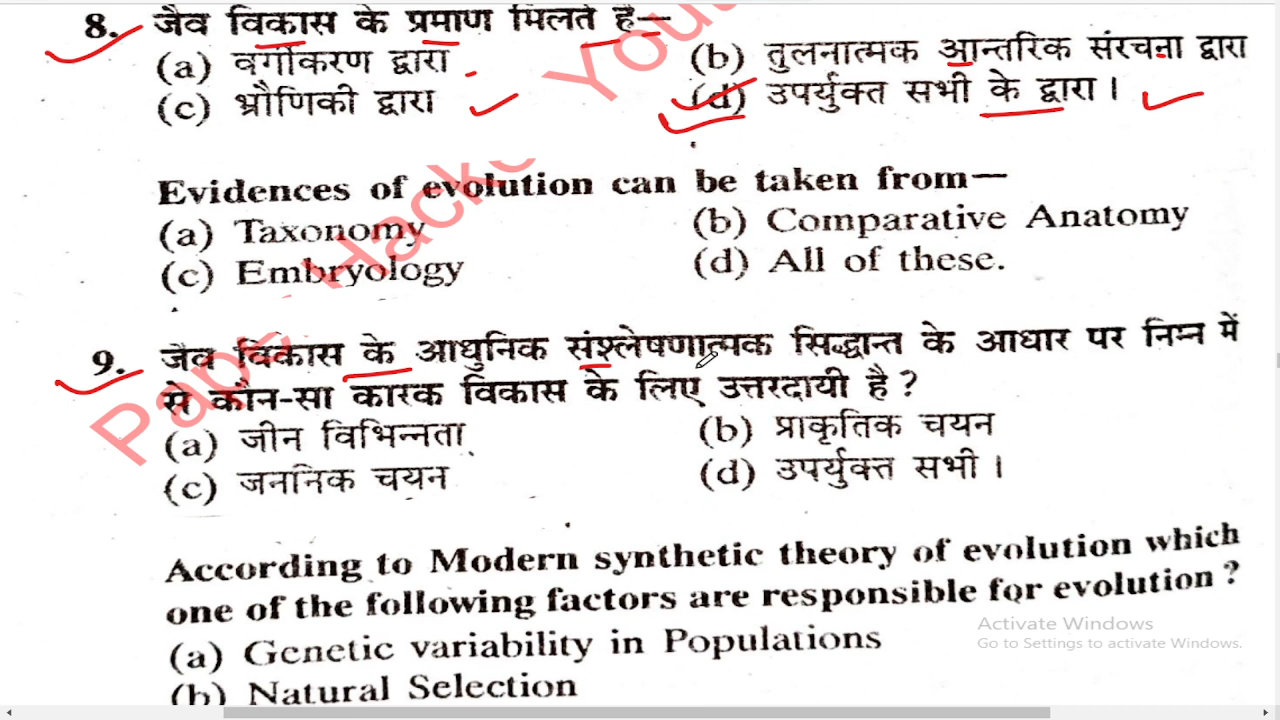 8. जैव विकास के प्रमाण मिलते हैं—
(a) वर्गीकरण द्वारा (b) तुलनात्मक आन्तरिक संरचना द्वारा
(c) भ्रौणिकी द्वारा (d) उपर्युक्त सभी के द्वारा।
Evidences of evolution can be taken from—
(a) Taxonomy (b) Comparative Anatomy
(c) Embryology (d) All of these.
9. जैव विकास के आधुनिक संश्लेषणात्मक सिद्धान्त के आधार पर निम्न में
से कौन-सा कारक विकास के लिए उत्तरदायी है ?
(a) जीन विभिन्नता (b) प्राकृतिक चयन
(c) जननिक चयन (d) उपर्युक्त सभी।
According to Modern synthetic theory of evolution which
one of the following factors are responsible for evolution ?
(a) Genetic variability in Populations
(b) Natural Selection
Activate Windows
Go to Settings to activate Windows.